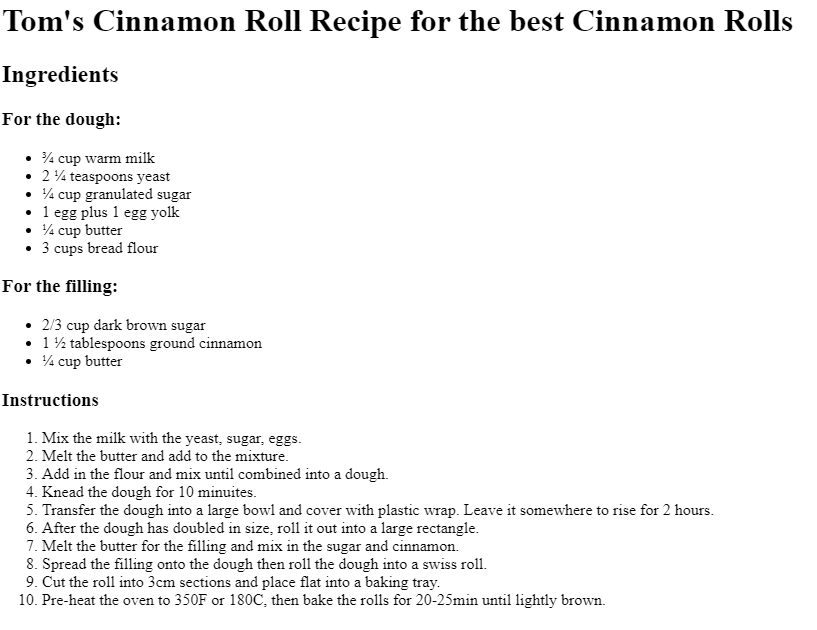 Tom's Cinnamon Roll Recipe for the best Cinnamon Rolls
Ingredients
For the dough:
• ¾ cup warm milk
• 2 ¼ teaspoons yeast
• ¼ cup granulated sugar
• 1 egg plus 1 egg yolk
• ¼ cup butter
• 3 cups bread flour
For the filling:
• 2/3 cup dark brown sugar
• 1 ½ tablespoons ground cinnamon
• ¼ cup butter
Instructions
1. Mix the milk with the yeast, sugar, eggs.
2. Melt the butter and add to the mixture.
3. Add in the flour and mix until combined into a dough.
4. Knead the dough for 10 minuites.
5. Transfer the dough into a large bowl and cover with plastic wrap. Leave it somewhere to rise for 2 hours.
6. After the dough has doubled in size, roll it out into a large rectangle.
7. Melt the butter for the filling and mix in the sugar and cinnamon.
8. Spread the filling onto the dough then roll the dough into a swiss roll.
9. Cut the roll into 3cm sections and place flat into a baking tray.
10. Pre-heat the oven to 350F or 180C, then bake the rolls for 20-25min until lightly brown.